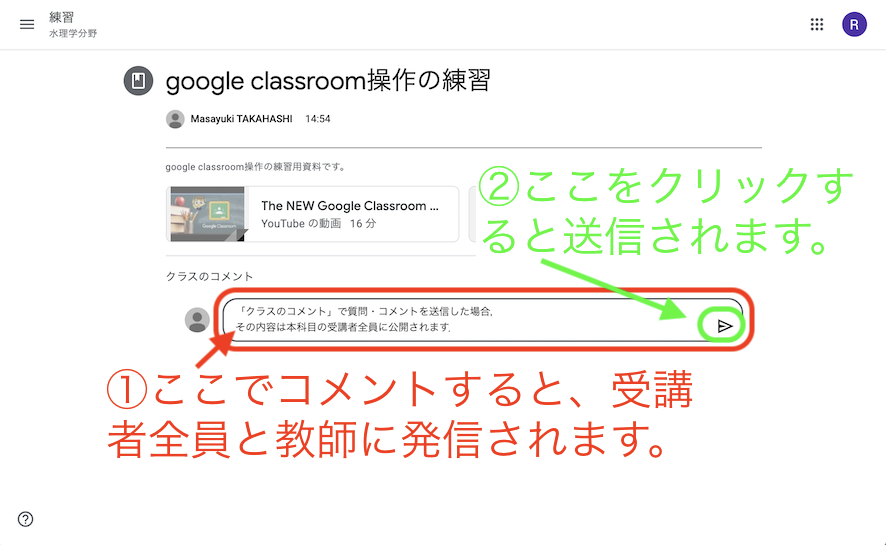 練習
水理学分野
R
google classroom操作の練習
Masayuki TAKAHASHI 14:54
google classroom操作の練習用資料です。
The NEW Google Classroom ...
YouTube の動画 16 分
Google Classroom
②ここをクリックす
ると送信されます。
クラスのコメント
「クラスのコメント」で質問・コメントを送信した場合,
その内容は本科目の受講者全員に公開されます.
①ここでコメントすると、受講
者全員と教師に発信されます。